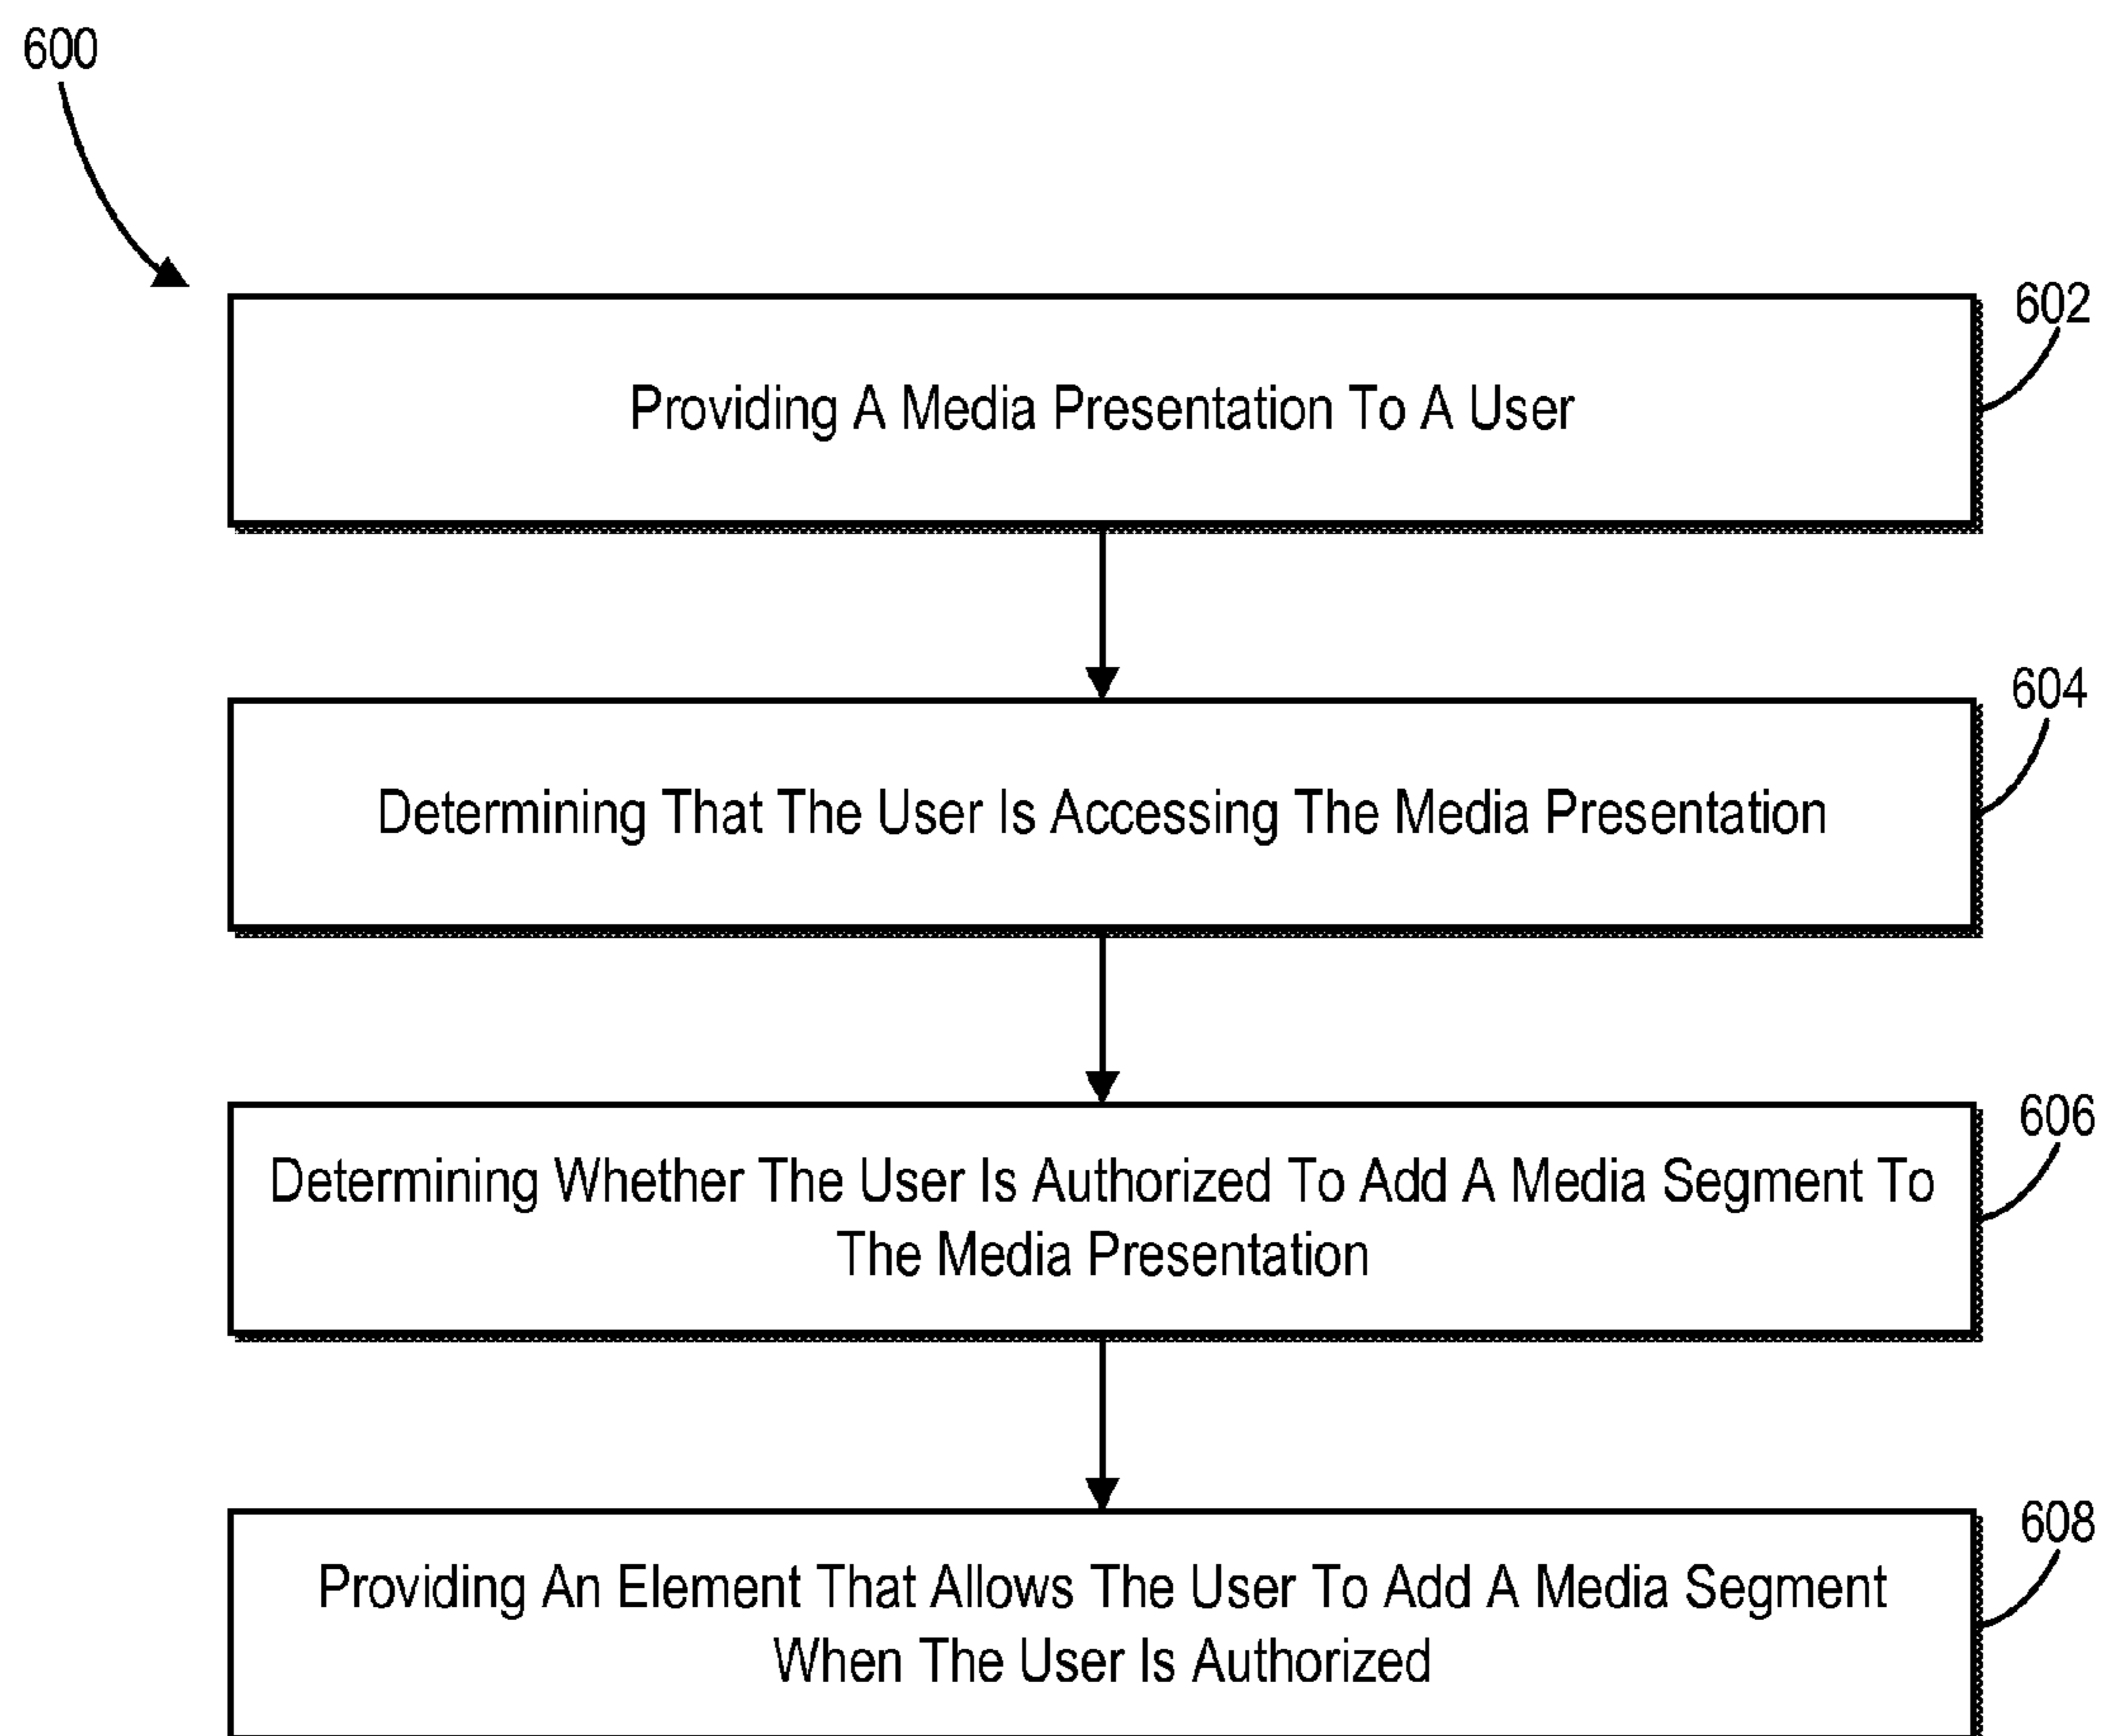 600
602
Providing A Media Presentation To A User
604
Determining That The User Is Accessing The Media Presentation
606
Determining Whether The User Is Authorized To Add A Media Segment To
The Media Presentation
608
Providing An Element That Allows The User To Add A Media Segment
When The User Is Authorized